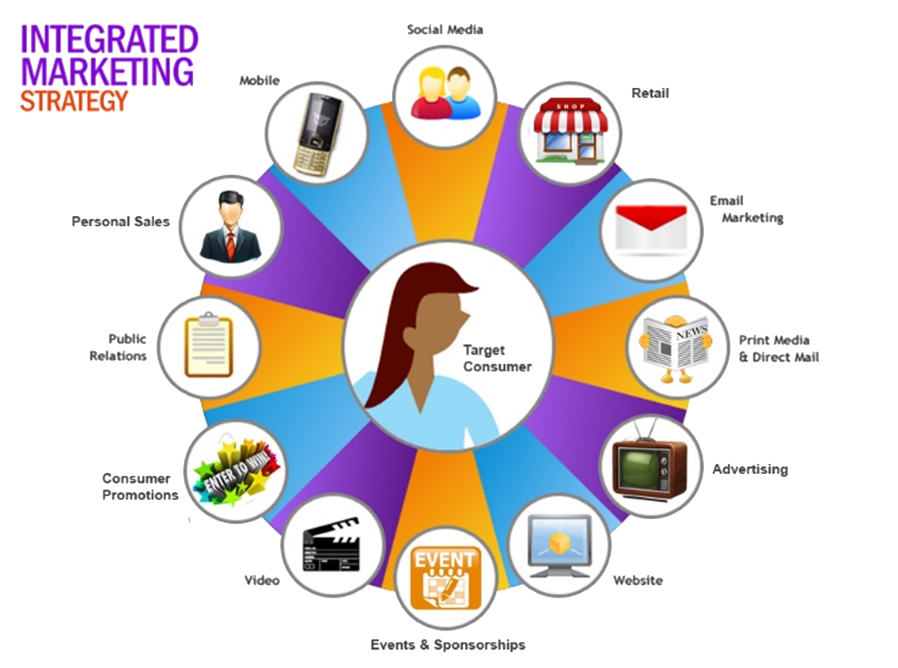 INTEGRATED
MARKETING
STRATEGY
Social Media
Mobile
Retail
SHOP
Email
Marketing
Personal Sales
Public
Relations
Target
Consumer
NEWS
Print Media
& Direct Mail
Consumer
Promotions
ENTER TO WIN!
Advertising
Video
EVENT
Website
Events & Sponsorships